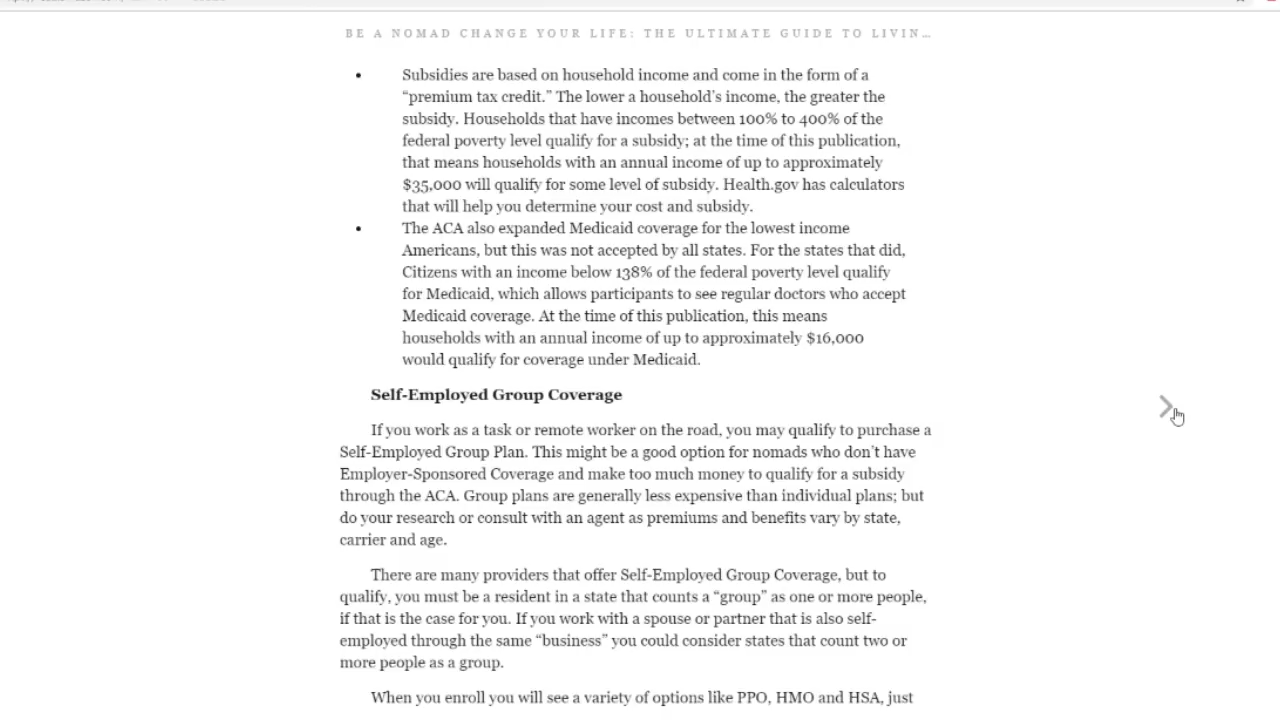 BE A NOMAD CHANGE YOUR LIFE: THE ULTIMATE GUIDE TO LIVIN…
• Subsidies are based on household income and come in the form of a
“premium tax credit.” The lower a household’s income, the greater the
subsidy. Households that have incomes between 100% to 400% of the
federal poverty level qualify for a subsidy; at the time of this publication,
that means households with an annual income of up to approximately
$35,000 will qualify for some level of subsidy. Health.gov has calculators
that will help you determine your cost and subsidy.
• The ACA also expanded Medicaid coverage for the lowest income
Americans, but this was not accepted by all states. For the states that did,
Citizens with an income below 138% of the federal poverty level qualify
for Medicaid, which allows participants to see regular doctors who accept
Medicaid coverage. At the time of this publication, this means
households with an annual income of up to approximately $16,000
would qualify for coverage under Medicaid.
Self-Employed Group Coverage
If you work as a task or remote worker on the road, you may qualify to purchase a
Self-Employed Group Plan. This might be a good option for nomads who don’t have
Employer-Sponsored Coverage and make too much money to qualify for a subsidy
through the ACA. Group plans are generally less expensive than individual plans; but
do your research or consult with an agent as premiums and benefits vary by state,
carrier and age.
There are many providers that offer Self-Employed Group Coverage, but to
qualify, you must be a resident in a state that counts a “group” as one or more people,
if that is the case for you. If you work with a spouse or partner that is also self-
employed through the same “business” you could consider states that count two or
more people as a group.
When you enroll you will see a variety of options like PPO, HMO and HSA, just